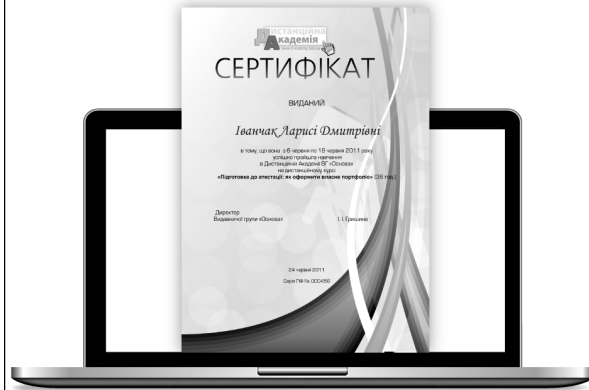 Дистанційна
Академія
СЕРТИФІКАТ
ВИДАНИЙ
Іванчак Ларисі Дмитрівні
в тому, що вона з 6 червня по 19 червня 2011 року
успішно пройшла навчання
в Дистанційній Академії ВГ «Основа»
на дистанційному курсі
«Підготовка до атестації: як оформити власне портфоліо» (36 год.)
Директор
Видавничої групи «Основа» І. І. Гришина
24 червня 2011
Серія ПФ № 000456